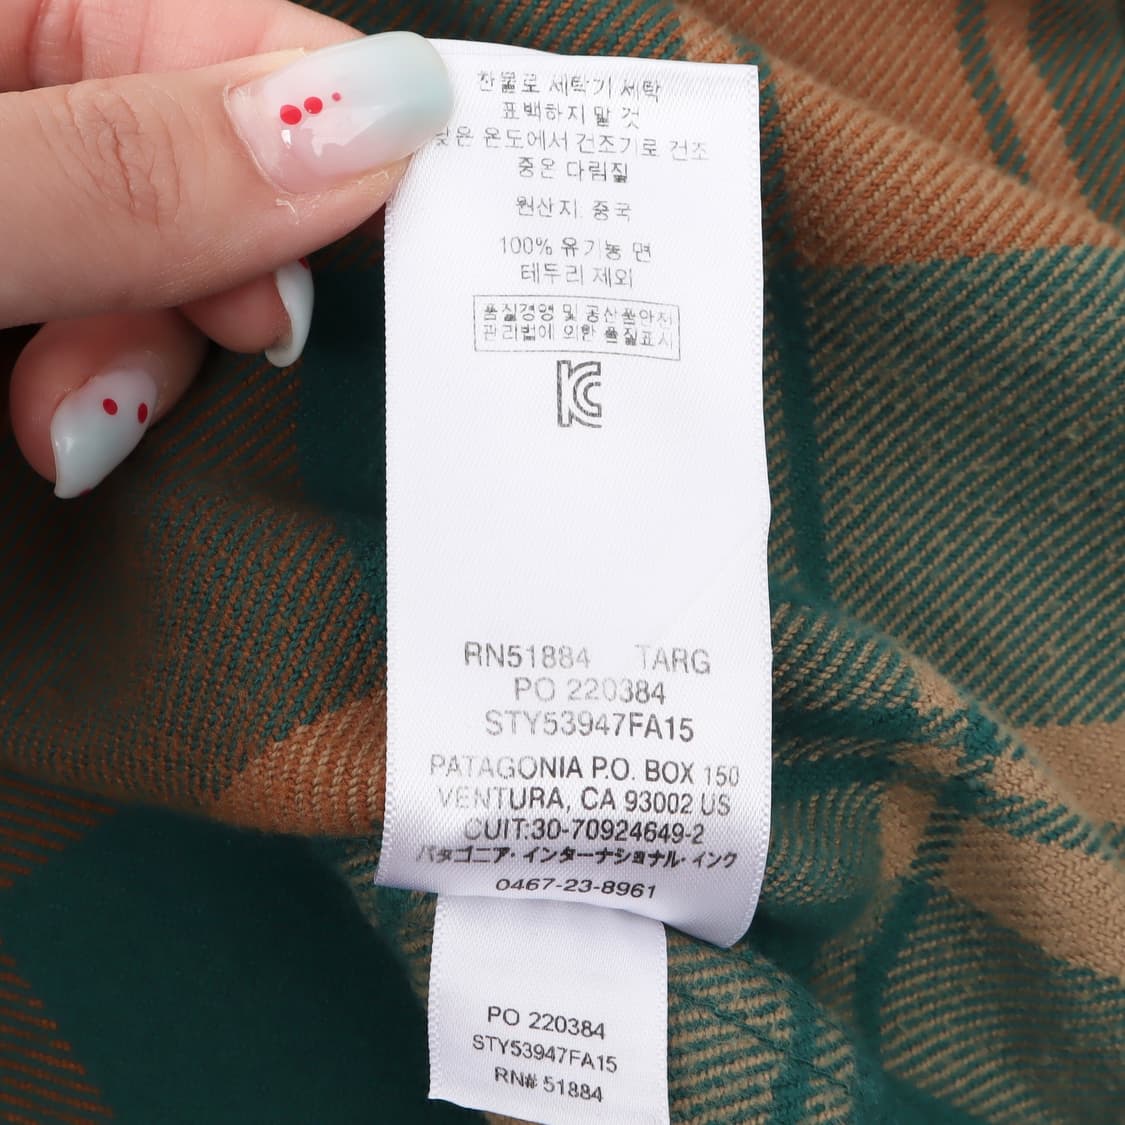 찬물로 세탁기 세탁
표백하지 말 것
낮은 온도에서 건조기로 건조
중온 다림질
원산지: 중국
100% 유기농 면
테두리 제외
품질경영 및 공산품안전
관리법에 의한 품질표시
KC
RN51884 TARG
PO 220384
STY53947FA15
PATAGONIA P.O. BOX 150
VENTURA, CA 93002 US
CUIT:30-70924649-2
パタゴニア・インターナショナル・インク
0467-23-8961
PO 220384
STY53947FA15
RN# 51884